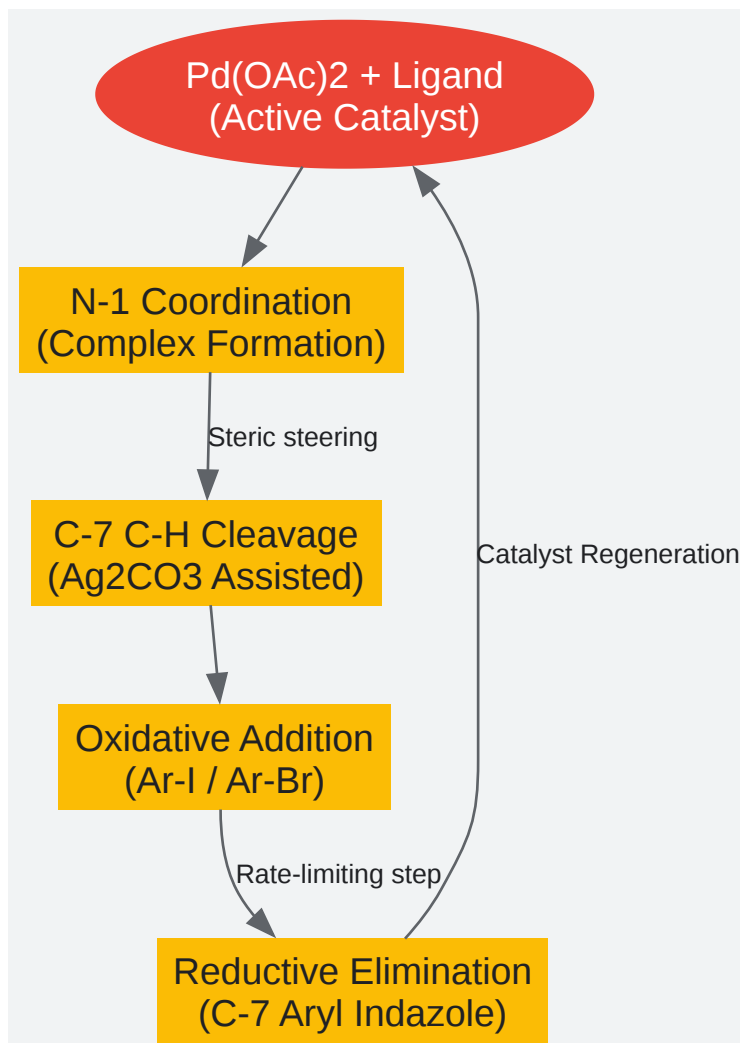 Pd(OAc)2 + Ligand
(Active Catalyst)
N-1 Coordination
(Complex Formation)
Steric steering
C-7 C-H Cleavage
(Ag2CO3 Assisted)
Catalyst Regeneration
Oxidative Addition
(Ar-I / Ar-Br)
Rate-limiting step
Reductive Elimination
(C-7 Aryl Indazole)